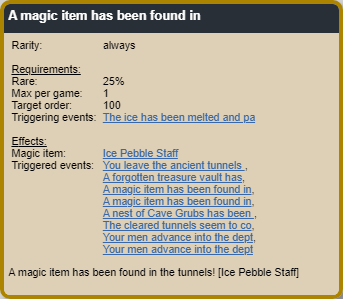 A magic item has been found in
Rarity: always
Requirements:
Rare: 25%
Max per game: 1
Target order: 100
Triggering events: The ice has been melted and pa
Effects:
Magic item: Ice Pebble Staff
Triggered events: You leave the ancient tunnels ,
A forgotten treasure vault has,
A magic item has been found in,
A magic item has been found in,
A nest of Cave Grubs has been ,
The cleared tunnels seem to co,
Your men advance into the dept,
Your men advance into the dept
A magic item has been found in the tunnels! [Ice Pebble Staff]